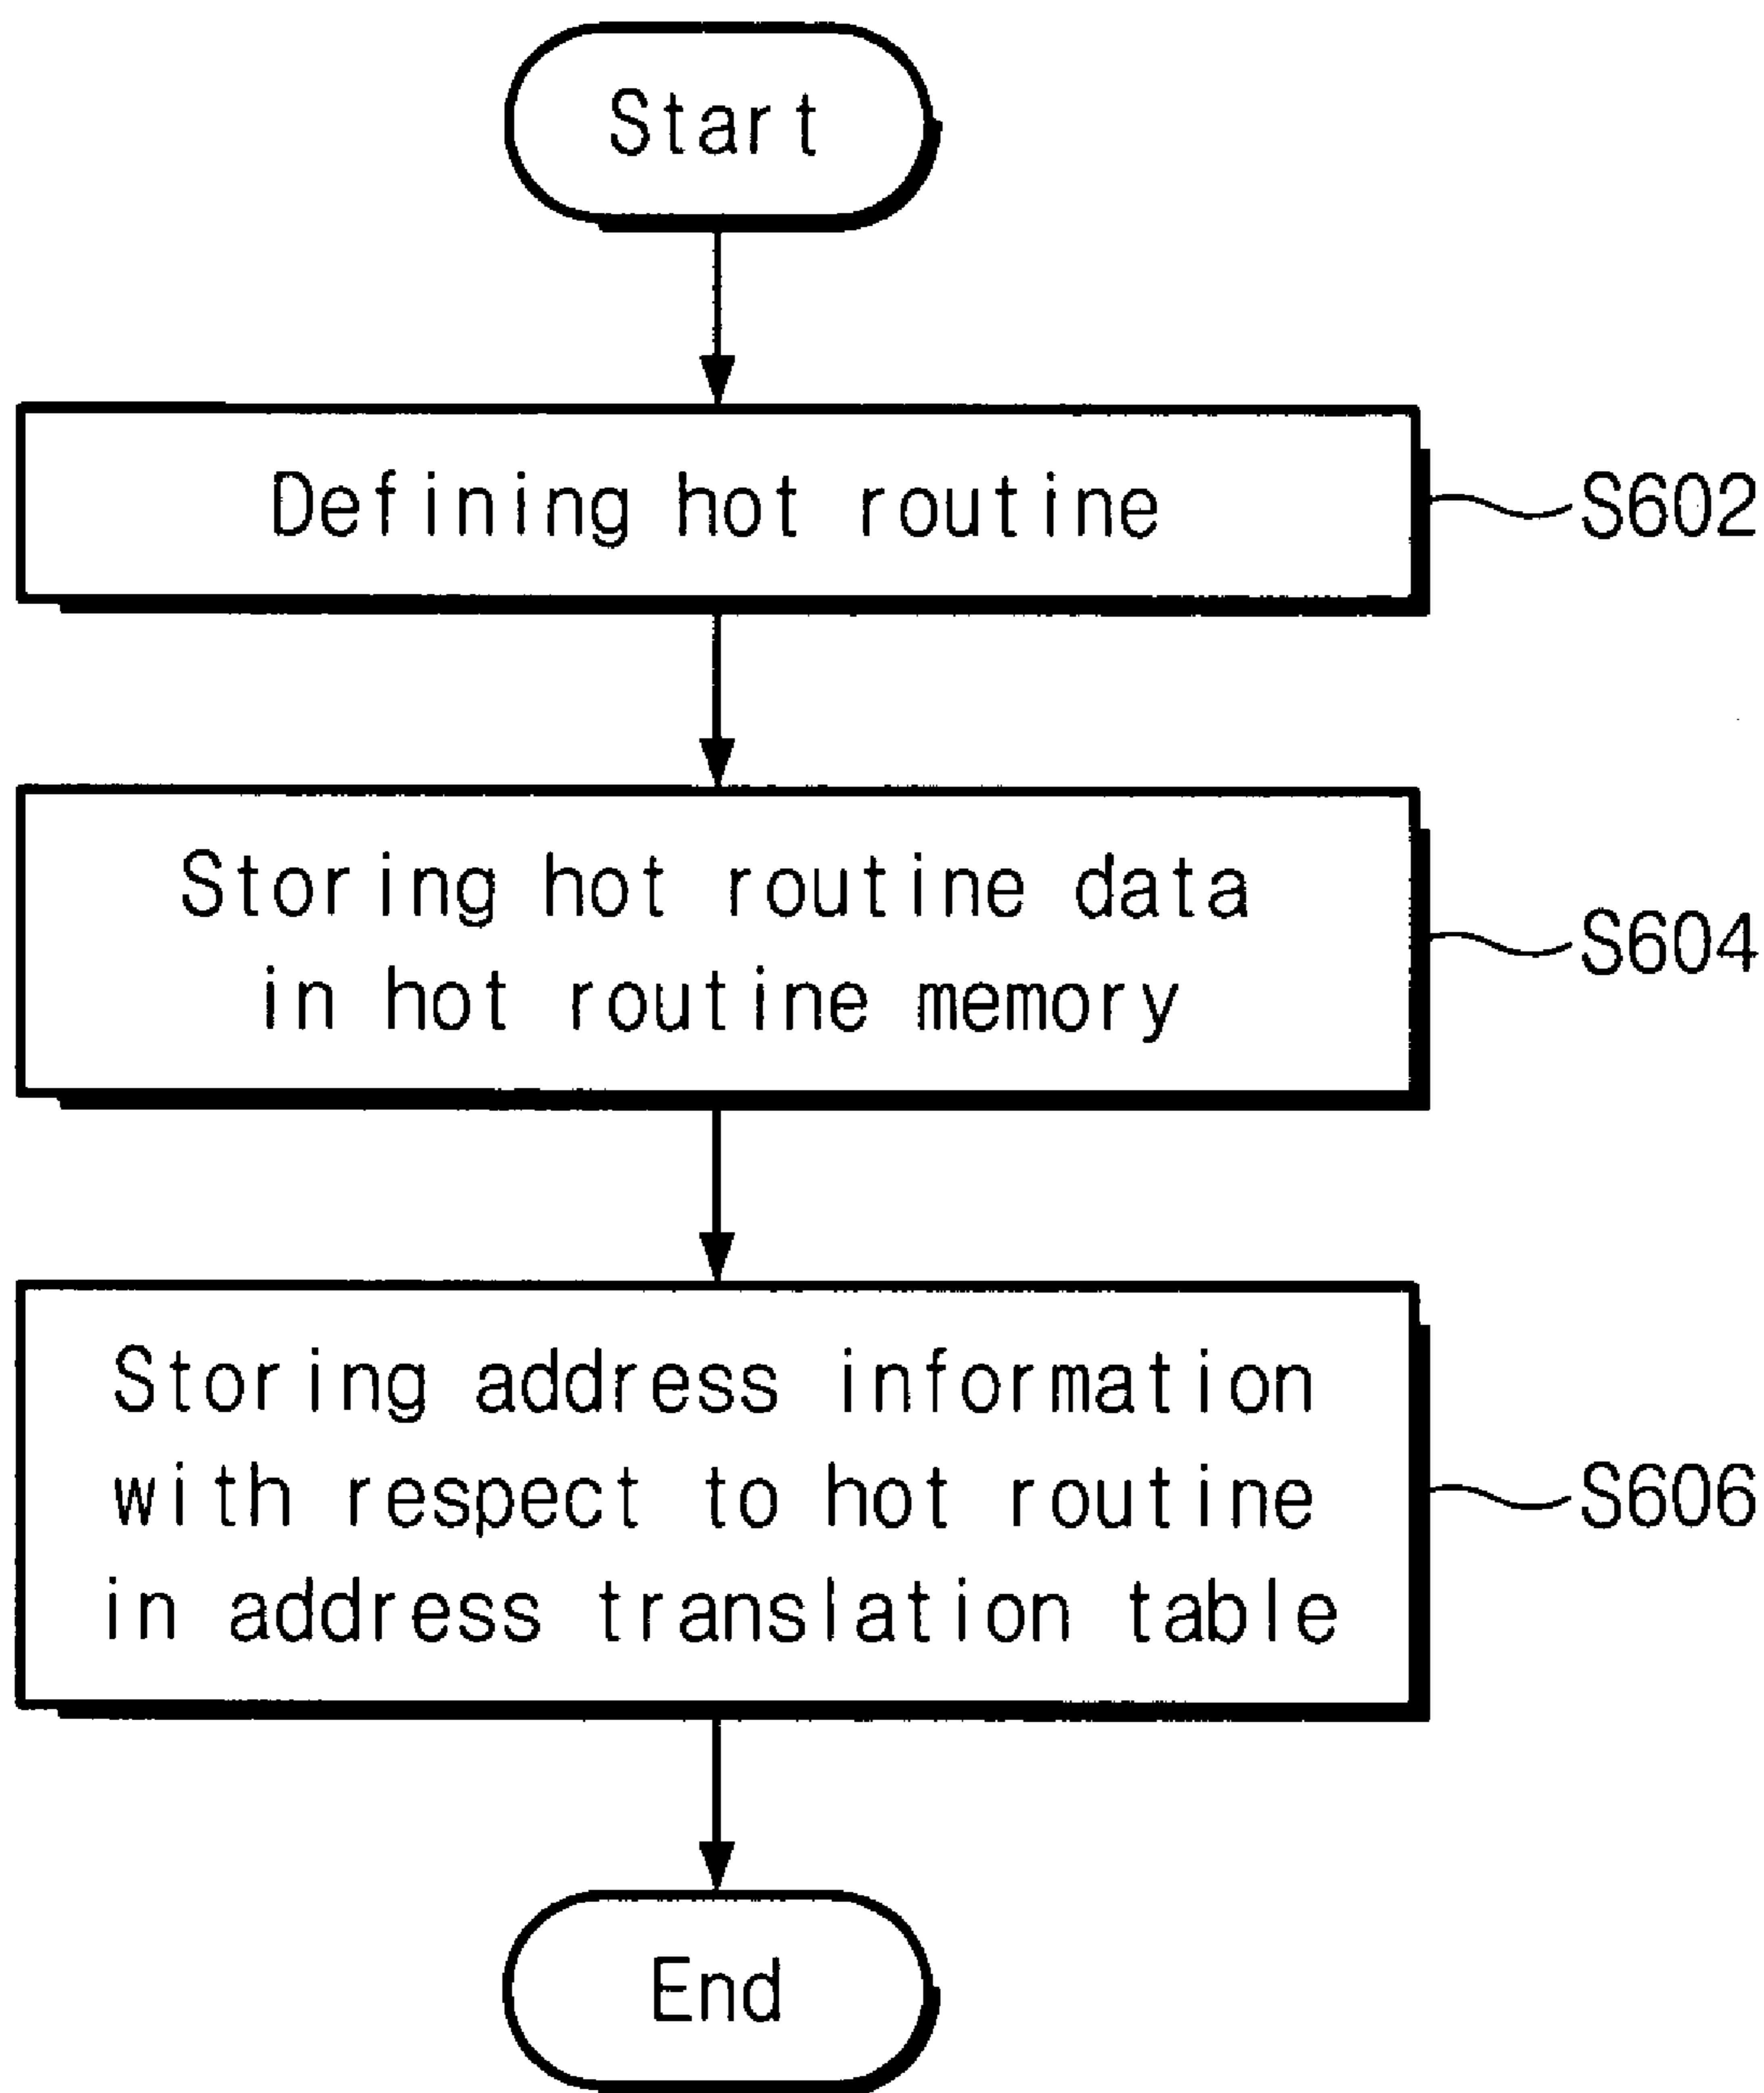 Start
Defining hot routine
S602
Storing hot routine data
in hot routine memory
S604
Storing address information
with respect to hot routine
in address translation table
S606
End